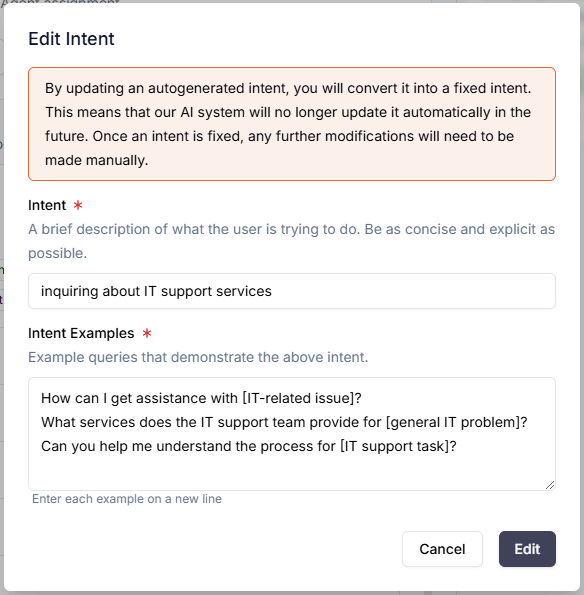 Agent assignment
Edit Intent
By updating an autogenerated intent, you will convert it into a fixed intent.
This means that our AI system will no longer update it automatically in the
future. Once an intent is fixed, any further modifications will need to be
made manually.
Intent *
A brief description of what the user is trying to do. Be as concise and explicit as
possible.
inquiring about IT support services
Intent Examples *
Example queries that demonstrate the above intent.
How can I get assistance with [IT-related issue]?
What services does the IT support team provide for [general IT problem]?
Can you help me understand the process for [IT support task]?
Enter each example on a new line
Cancel
Edit